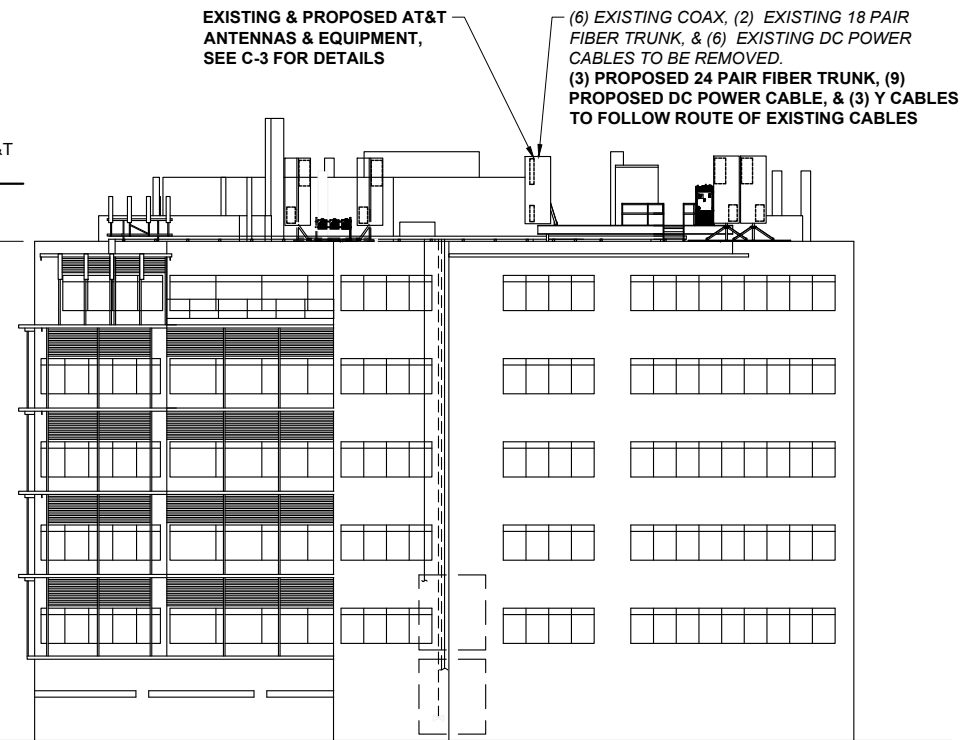 EXISTING & PROPOSED AT&T
ANTENNAS & EQUIPMENT,
SEE C-3 FOR DETAILS
(6) EXISTING COAX, (2) EXISTING 18 PAIR
FIBER TRUNK, & (6) EXISTING DC POWER
CABLES TO BE REMOVED.
(3) PROPOSED 24 PAIR FIBER TRUNK, (9)
PROPOSED DC POWER CABLE, & (3) Y CABLES
TO FOLLOW ROUTE OF EXISTING CABLES